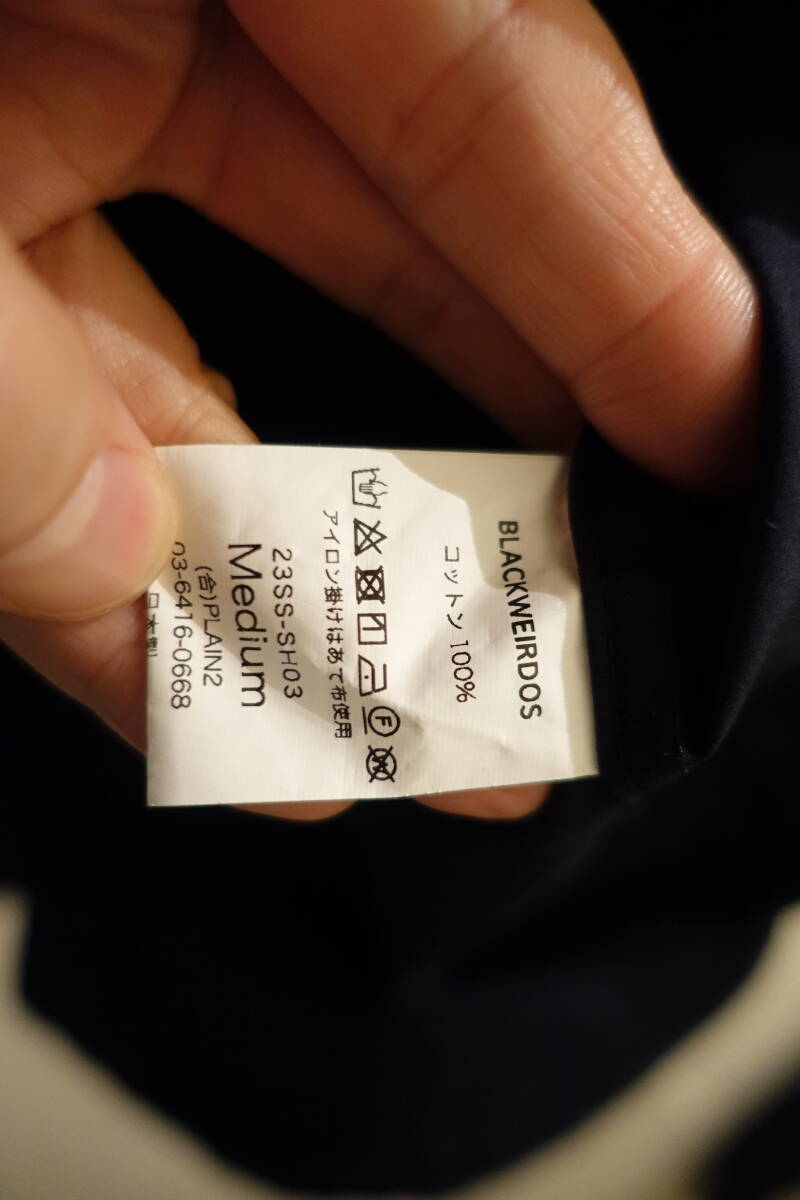 BLACKWEIRDOS
コットン 100%
アイロン掛けはあて布使用
23SS-SH03
Medium
(合)PLAIN2
03-6416-0668
日本製